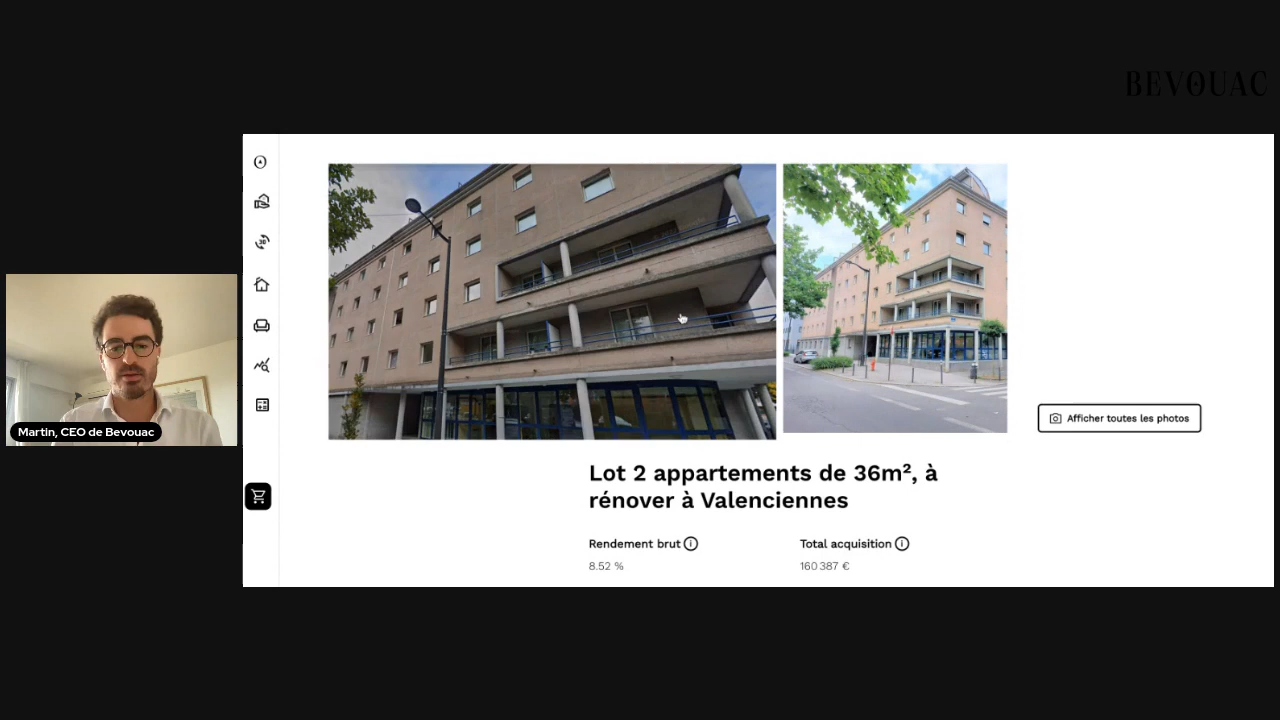 BEVOUAC
Martin, CEO de Bevouac
Afficher toutes les photos
Lot 2 appartements de 36m², à
rénover à Valenciennes
Rendement brut
Total acquisition
8.52 %
160 387 €